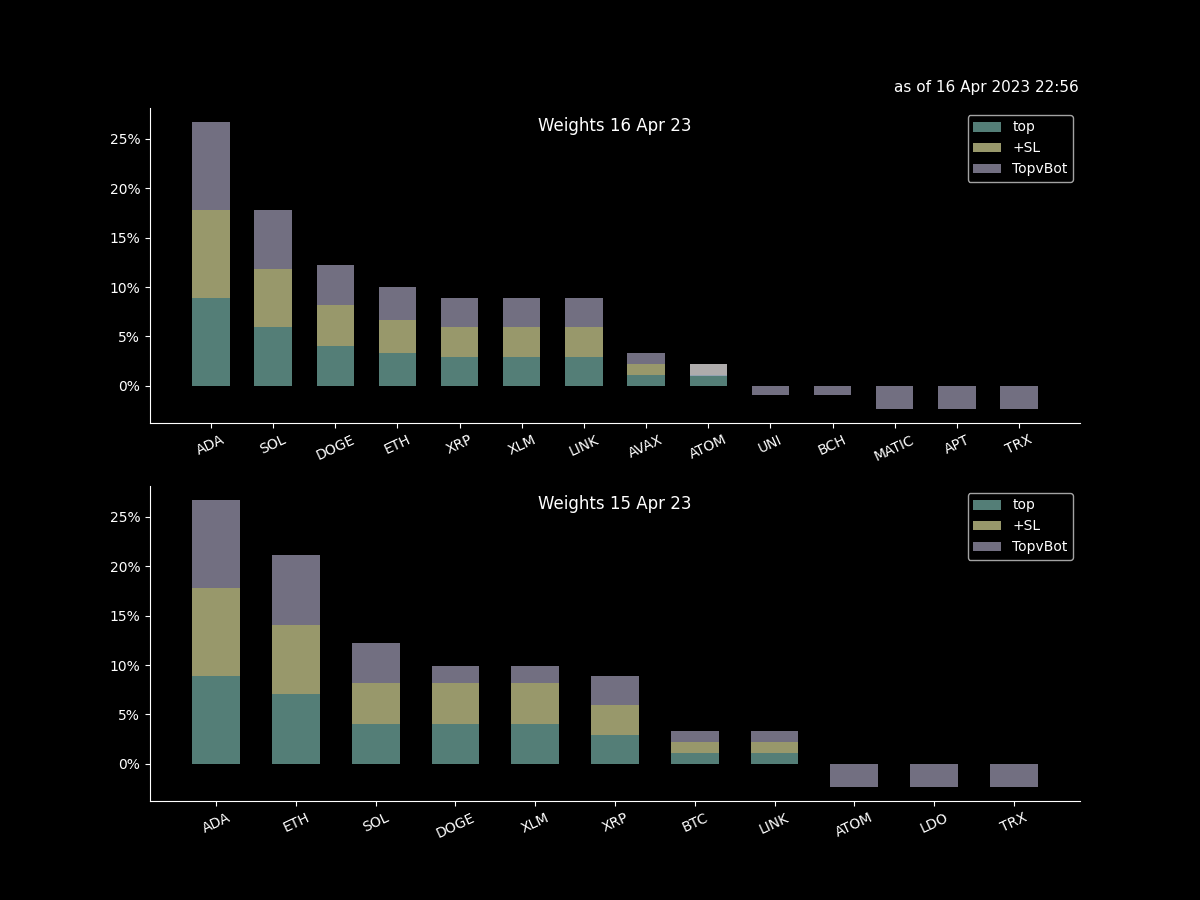 as of 16 Apr 2023 22:56
Weights 16 Apr 23
top
+SL
TopvBot
25%
20%
15%
10%
5%
0%
ADA SOL DOGE ETH XRP XLM LINK AVAX ATOM UNI BCH MATIC APT TRX
Weights 15 Apr 23
top
+SL
TopvBot
25%
20%
15%
10%
5%
0%
ADA ETH SOL DOGE XLM XRP BTC LINK ATOM LDO TRX